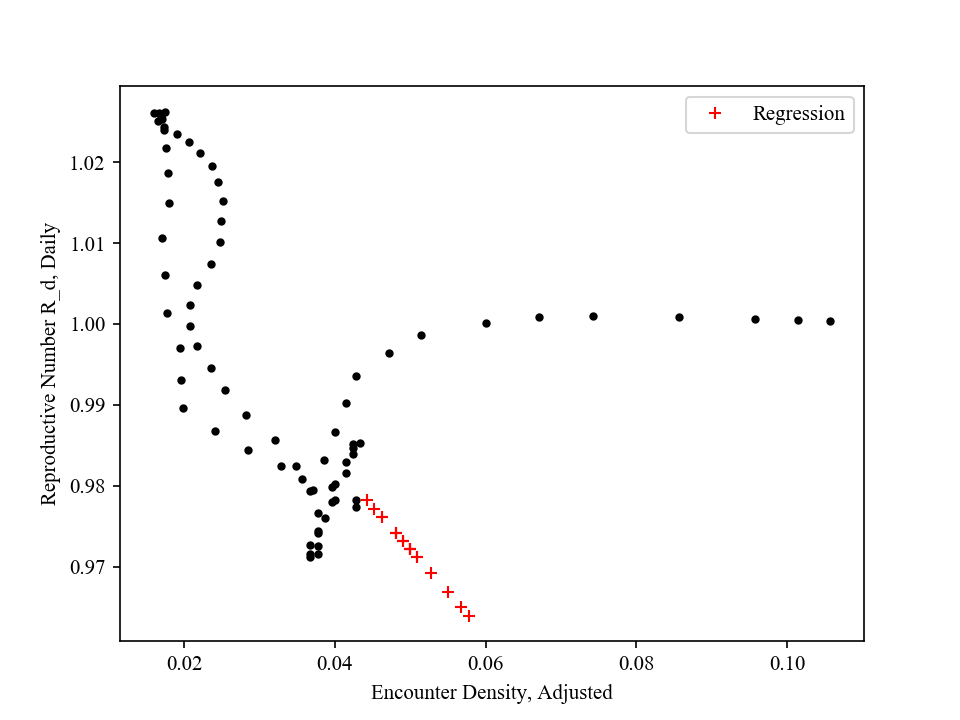 Regression
1.02
1.01
1.00
0.99
0.98
0.97
Reproductive Number R_d, Daily
0.02 0.04 0.06 0.08 0.10
Encounter Density, Adjusted